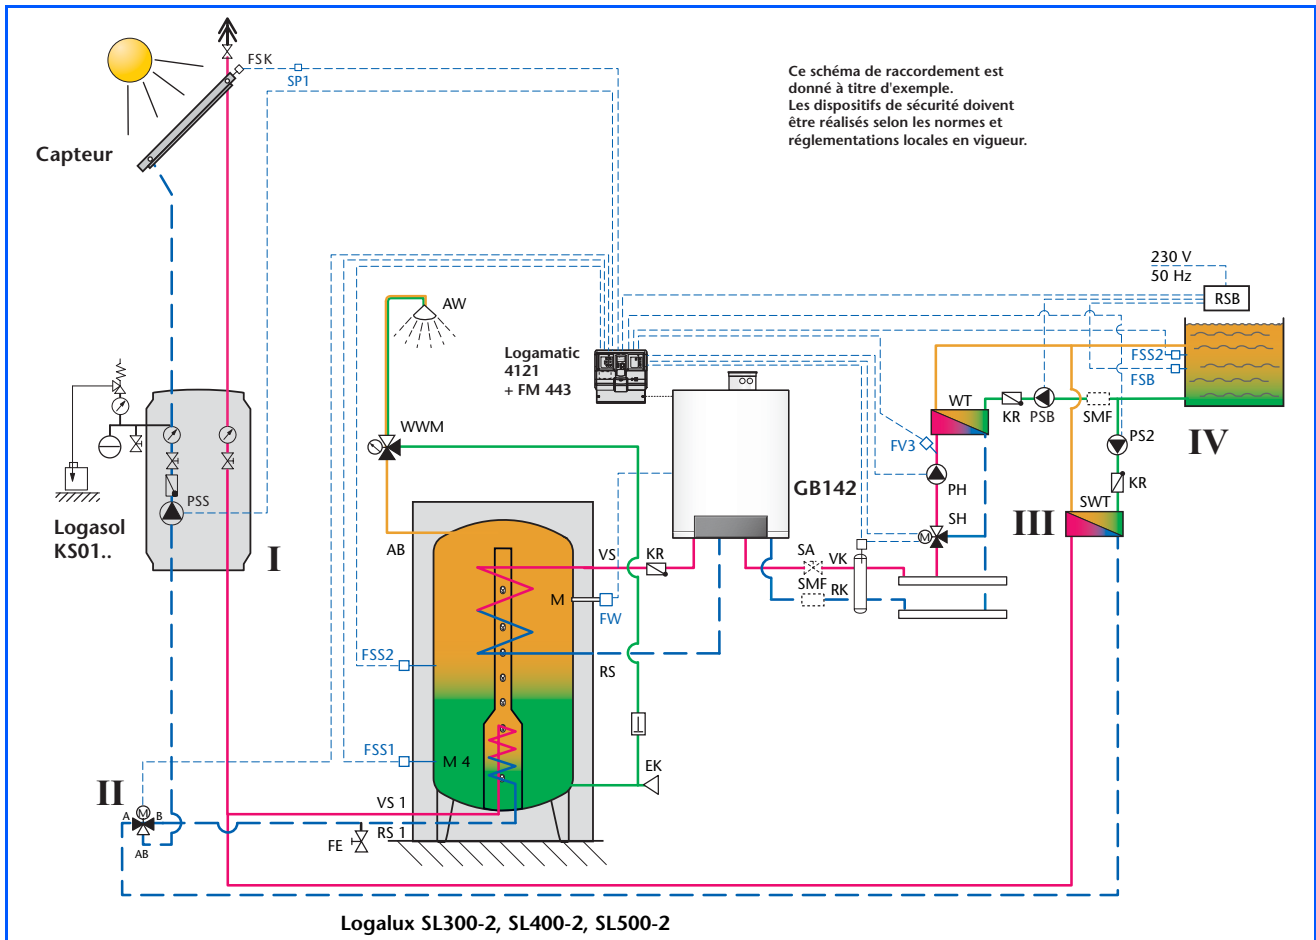 FSK
SP1
Ce schéma de raccordement est
donné à titre d'exemple.
Les dispositifs de sécurité doivent
être réalisés selon les normes et
réglementations locales en vigueur.
Capteur
230 V
50 Hz
RSB
AW
Logamatic
4121
+ FM 443
FSS2
FSB
WT
KR
PSB
SMF
PS2
IV
WWM
FV3
PH
KR
GB142
PSS
Logasol
KS01..
I
SH
M
III
SWT
AB
VS
KR
SA
VK
SMF
RK
M
FW
FSS2
RS
FSS1
M 4
EK
II
M
A
B
AB
VS 1
RS 1
FE
Logalux SL300-2, SL400-2, SL500-2